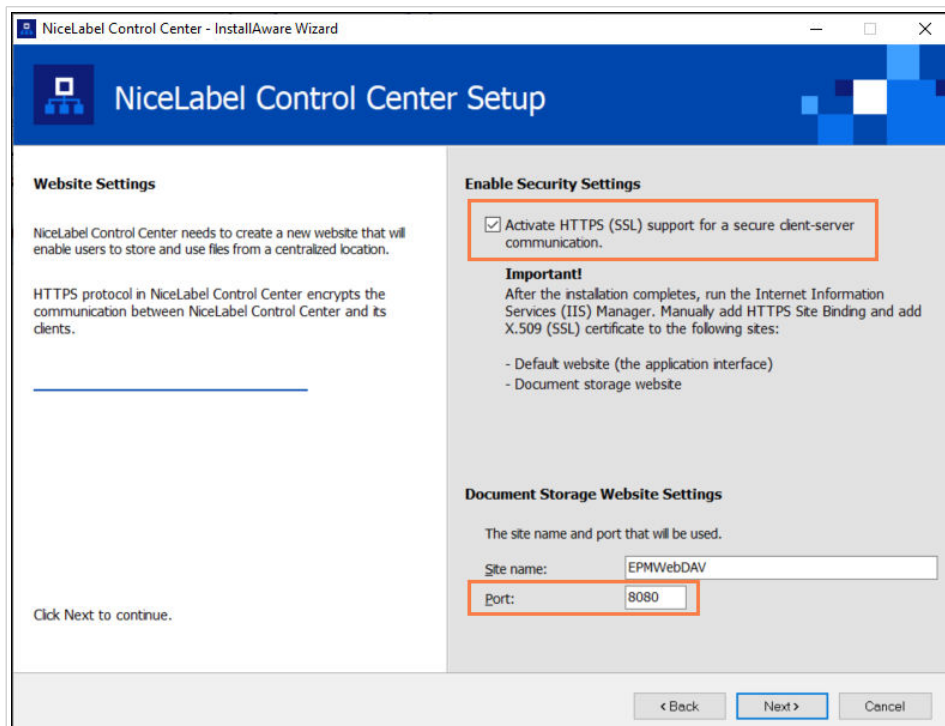 NiceLabel Control Center - InstallAware Wizard
NiceLabel Control Center Setup
Website Settings
NiceLabel Control Center needs to create a new website that will
enable users to store and use files from a centralized location.
HTTPS protocol in NiceLabel Control Center encrypts the
communication between NiceLabel Control Center and its
clients.
Click Next to continue.
Enable Security Settings
Activate HTTPS (SSL) support for a secure client-server
communication.
Important!
After the installation completes, run the Internet Information
Services (IIS) Manager. Manually add HTTPS Site Binding and add
X.509 (SSL) certificate to the following sites:
- Default website (the application interface)
- Document storage website
Document Storage Website Settings
The site name and port that will be used.
Site name: EPMWebDAV
Port: 8080
< Back Next > Cancel